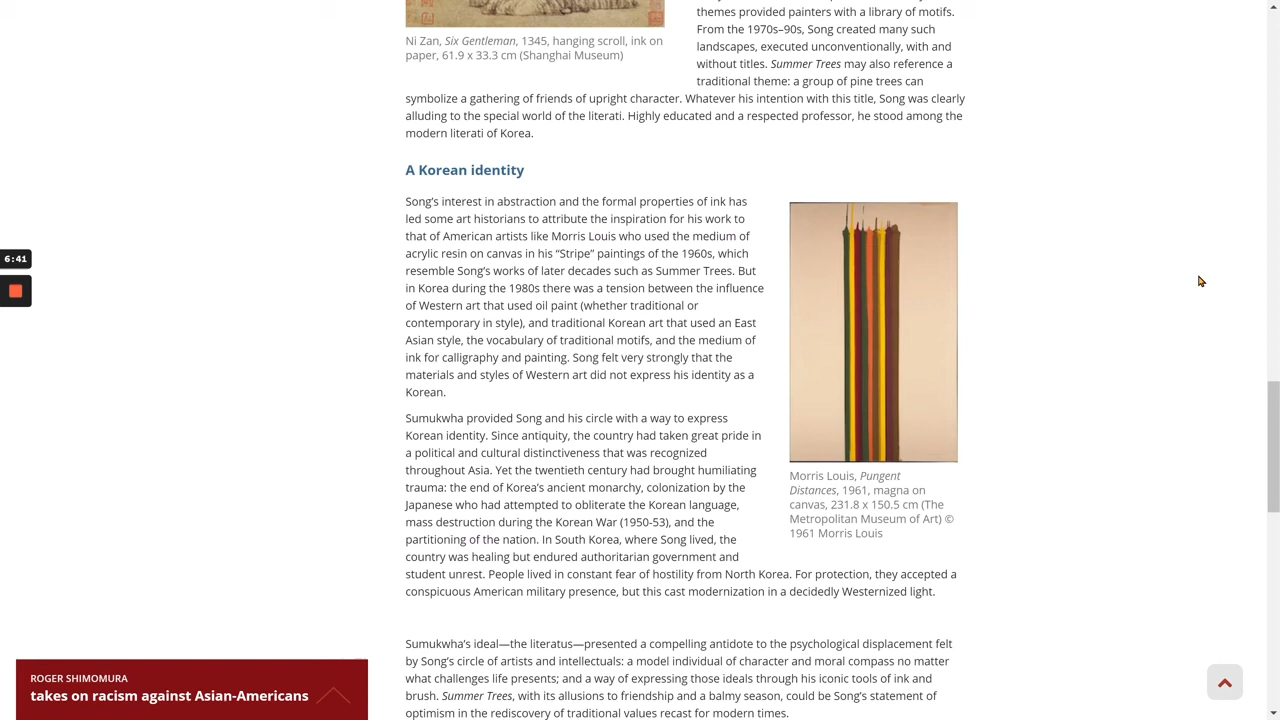 themes provided painters with a library of motifs.
From the 1970s–90s, Song created many such
landscapes, executed unconventionally, with and
without titles. Summer Trees may also reference a
traditional theme: a group of pine trees can
symbolize a gathering of friends of upright character. Whatever his intention with this title, Song was clearly
alluding to the special world of the literati. Highly educated and a respected professor, he stood among the
modern literati of Korea.
Ni Zan, Six Gentleman, 1345, hanging scroll, ink on
paper, 61.9 x 33.3 cm (Shanghai Museum)
A Korean identity
Song’s interest in abstraction and the formal properties of ink has
led some art historians to attribute the inspiration for his work to
that of American artists like Morris Louis who used the medium of
acrylic resin on canvas in his “Stripe” paintings of the 1960s, which
resemble Song’s works of later decades such as Summer Trees. But
in Korea during the 1980s there was a tension between the influence
of Western art that used oil paint (whether traditional or
contemporary in style), and traditional Korean art that used an East
Asian style, the vocabulary of traditional motifs, and the medium of
ink for calligraphy and painting. Song felt very strongly that the
materials and styles of Western art did not express his identity as a
Korean.
Sumukwha provided Song and his circle with a way to express
Korean identity. Since antiquity, the country had taken great pride in
a political and cultural distinctiveness that was recognized
throughout Asia. Yet the twentieth century had brought humiliating
trauma: the end of Korea’s ancient monarchy, colonization by the
Japanese who had attempted to obliterate the Korean language,
mass destruction during the Korean War (1950-53), and the
partitioning of the nation. In South Korea, where Song lived, the
country was healing but endured authoritarian government and
student unrest. People lived in constant fear of hostility from North Korea. For protection, they accepted a
conspicuous American military presence, but this cast modernization in a decidedly Westernized light.
Morris Louis, Pungent
Distances, 1961, magna on
canvas, 231.8 x 150.5 cm (The
Metropolitan Museum of Art) ©
1961 Morris Louis
Sumukwha’s ideal—the literatus—presented a compelling antidote to the psychological displacement felt
by Song’s circle of artists and intellectuals: a model individual of character and moral compass no matter
what challenges life presents; and a way of expressing those ideals through his iconic tools of ink and
brush. Summer Trees, with its allusions to friendship and a balmy season, could be Song’s statement of
optimism in the rediscovery of traditional values recast for modern times.
6:41
ROGER SHIMOMURA
takes on racism against Asian-Americans